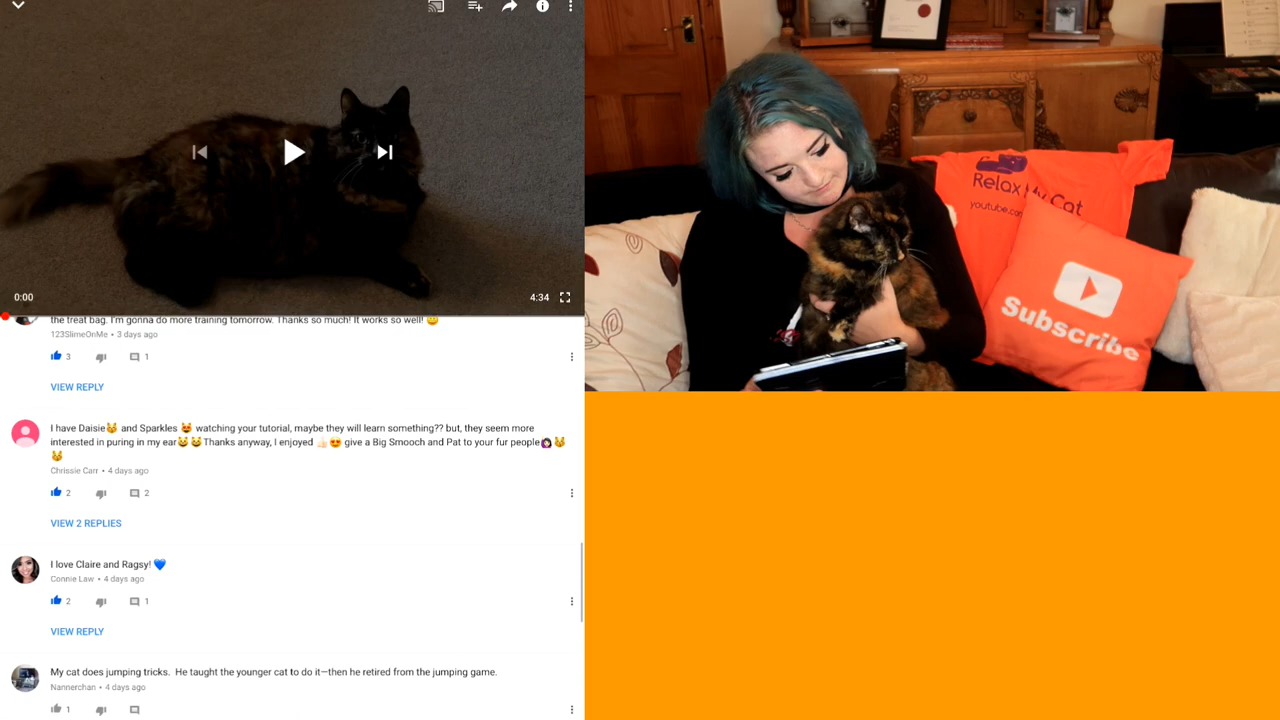 0:00
4:34
the treat bag. I'm gonna do more training tomorrow. Thanks so much! It works so well! 😀
123SlimeOnMe • 3 days ago
3 1
VIEW REPLY
I have Daisie😻 and Sparkles 😻 watching your tutorial, maybe they will learn something?? but, they seem more
interested in puring in my ear😸😸Thanks anyway, I enjoyed 👍🏻😍 give a Big Smooch and Pat to your fur people🙋🏻😻
😻
Chrissie Carr • 4 days ago
2 2
VIEW 2 REPLIES
I love Claire and Ragsy! 💙
Connie Law • 4 days ago
2 1
VIEW REPLY
My cat does jumping tricks.  He taught the younger cat to do it—then he retired from the jumping game.
Nannerchan • 4 days ago
1
Relax My Cat
youtube.com
Subscribe